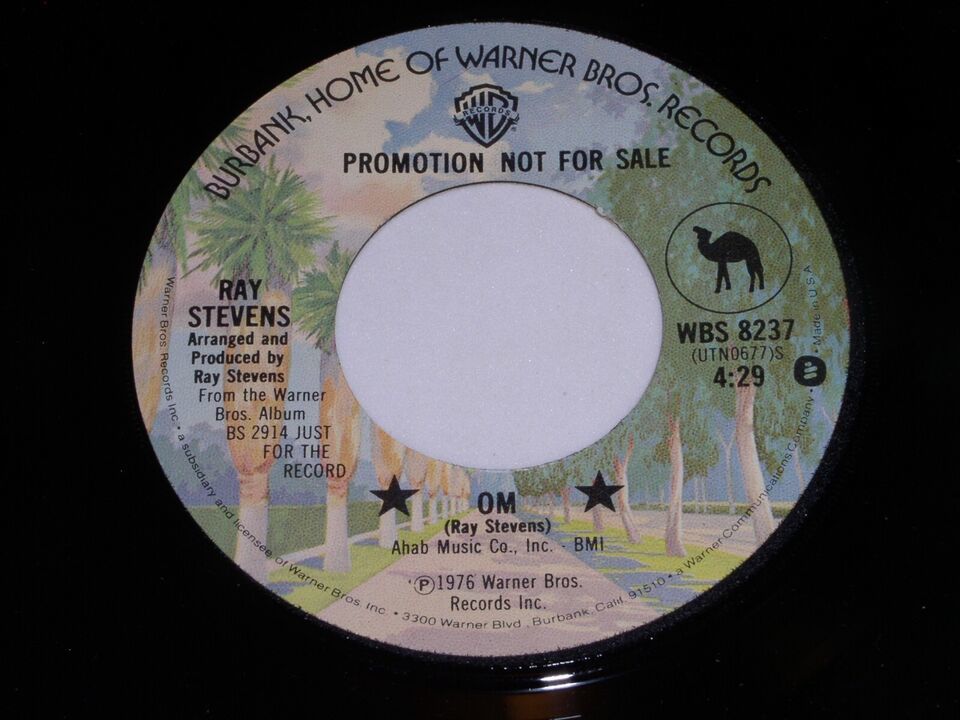 BURBANK, HOME OF WARNER BROS. RECORDS
WB
RECORDS
®
PROMOTION NOT FOR SALE
RAY
STEVENS
Arranged and
Produced by
Ray Stevens
From the Warner
Bros. Album
BS 2914 JUST
FOR THE
RECORD
WBS 8237
(UTN0677)S
4:29
★ OM ★
(Ray Stevens)
Ahab Music Co., Inc. - BMI
℗1976 Warner Bros.
Records Inc.
Warner Bros. Records Inc. • a subsidiary and licensee of Warner Bros. Inc. • 3300 Warner Blvd., Burbank, Calif. 91510 • a Warner Communications Company • Made in U.S.A.